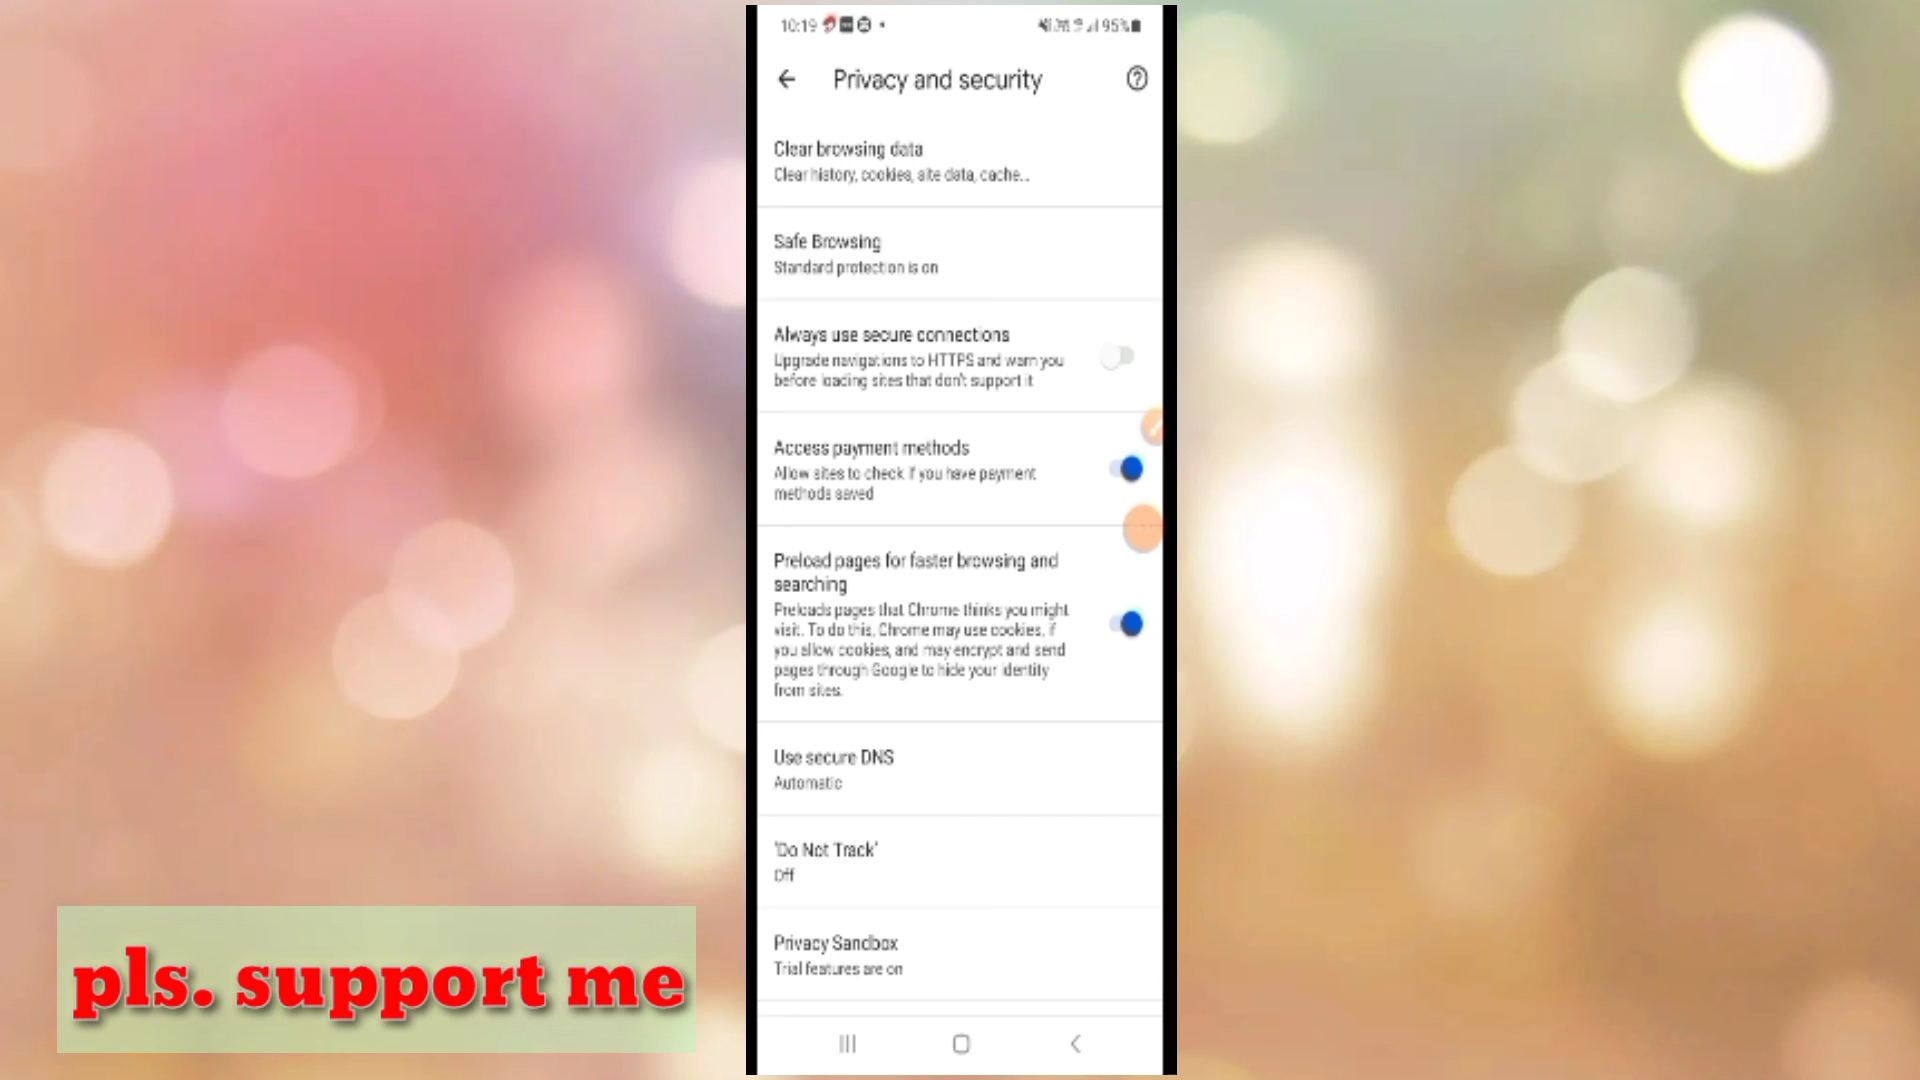 10:19
95%
Privacy and security
Clear browsing data
Clear history, cookies, site data, cache...
Safe Browsing
Standard protection is on
Always use secure connections
Upgrade navigations to HTTPS and warn you
before loading sites that don't support it
Access payment methods
Allow sites to check if you have payment
methods saved
Preload pages for faster browsing and
searching
Preloads pages that Chrome thinks you might
visit. To do this, Chrome may use cookies, if
you allow cookies, and may encrypt and send
pages through Google to hide your identity
from sites.
Use secure DNS
Automatic
'Do Not Track'
Off
Privacy Sandbox
Trial features are on
pls. support me